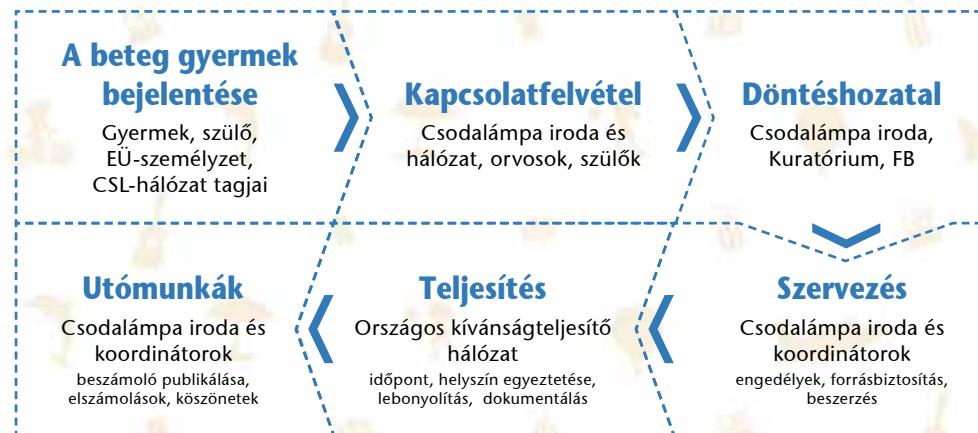 A beteg gyermek
bejelentése
Gyermek, szülő,
EÜ-személyzet,
CSL-hálózat tagjai
Kapcsolatfelvétel
Csodalámpa iroda és
hálózat, orvosok, szülők
Döntéshozatal
Csodalámpa iroda,
Kuratórium, FB
Szervezés
Csodalámpa iroda és
koordinátorok
engedélyek, forrásbiztosítás,
beszerzés
Teljesítés
Országos kívánságteljesítő
hálózat
időpont, helyszín egyeztetése,
lebonyolítás, dokumentálás
Utómunkák
Csodalámpa iroda és
koordinátorok
beszámoló publikálása,
elszámolások, köszönetek